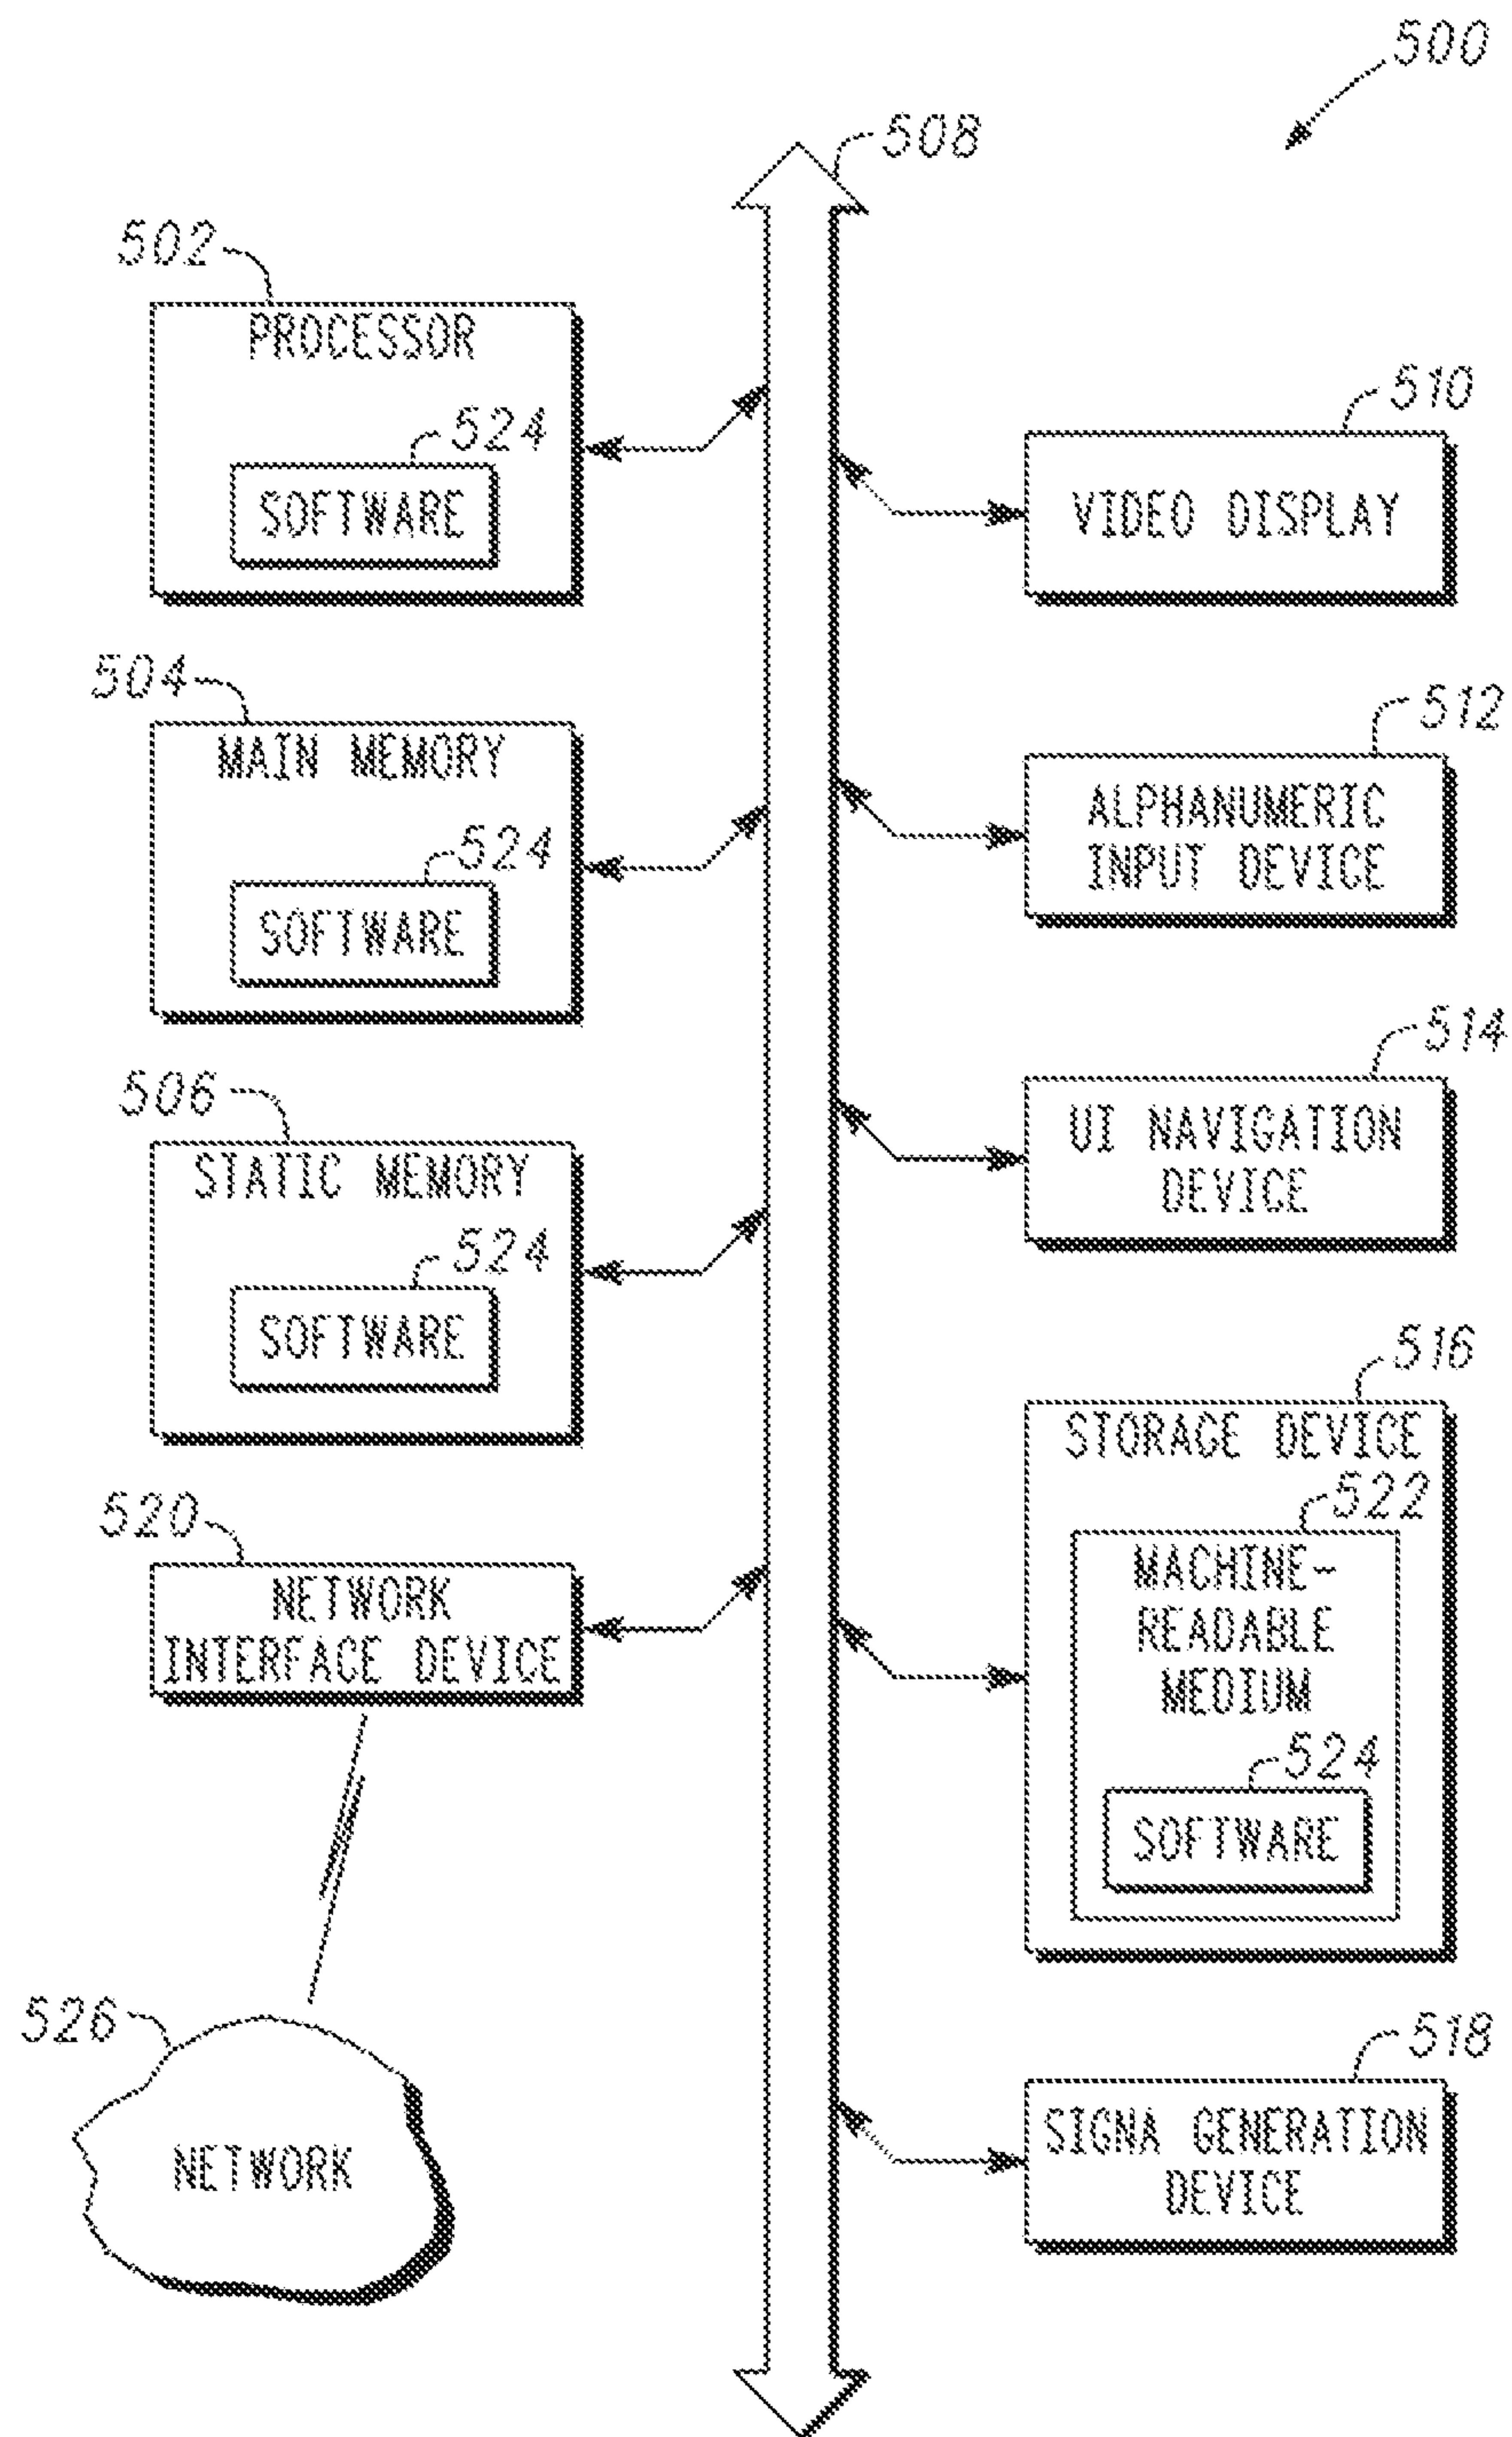 500
508
502
PROCESSOR
524
SOFTWARE
504
MAIN MEMORY
524
SOFTWARE
506
STATIC MEMORY
524
SOFTWARE
520
NETWORK
INTERFACE DEVICE
526
NETWORK
510
VIDEO DISPLAY
512
ALPHANUMERIC
INPUT DEVICE
514
UI NAVIGATION
DEVICE
516
STORAGE DEVICE
522
MACHINE-
READABLE
MEDIUM
524
SOFTWARE
518
SIGNA GENERATION
DEVICE